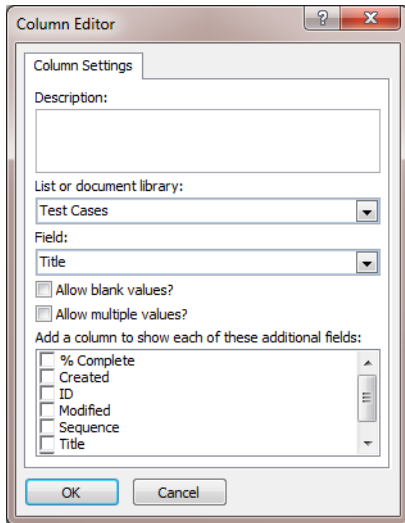 Column Editor
?
Column Settings
Description:
List or document library:
Test Cases
Field:
Title
Allow blank values?
Allow multiple values?
Add a column to show each of these additional fields:
% Complete
Created
ID
Modified
Sequence
Title
OK Cancel